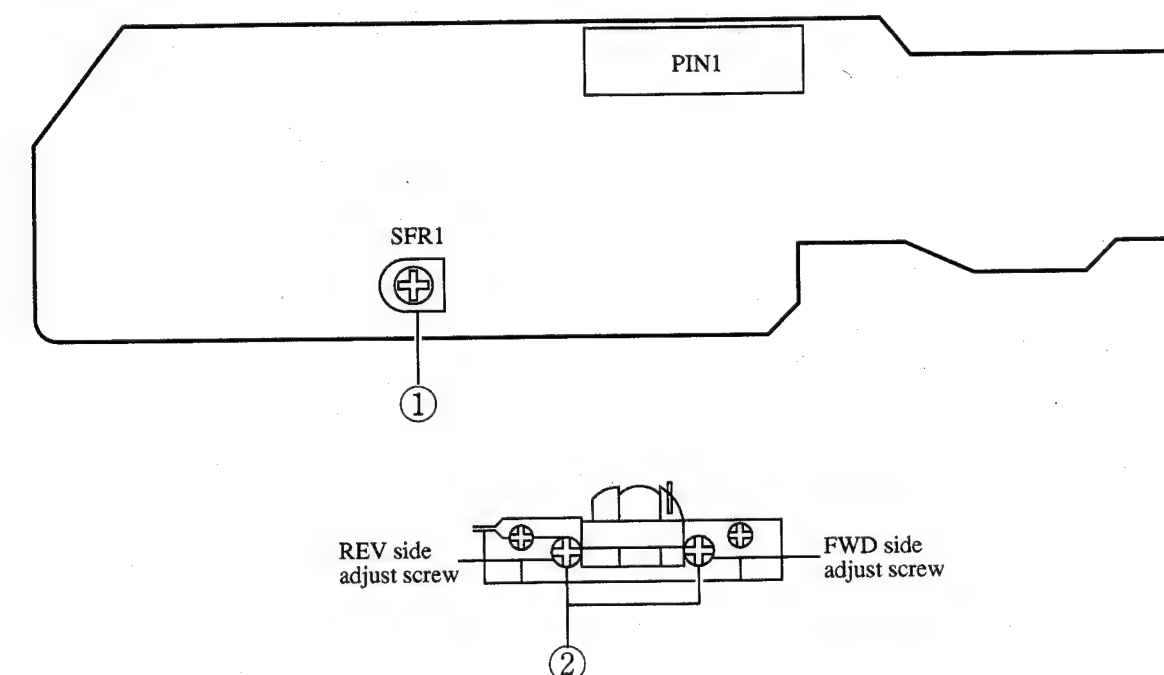 PIN1
SFR1
①
REV side
adjust screw
FWD side
adjust screw
②